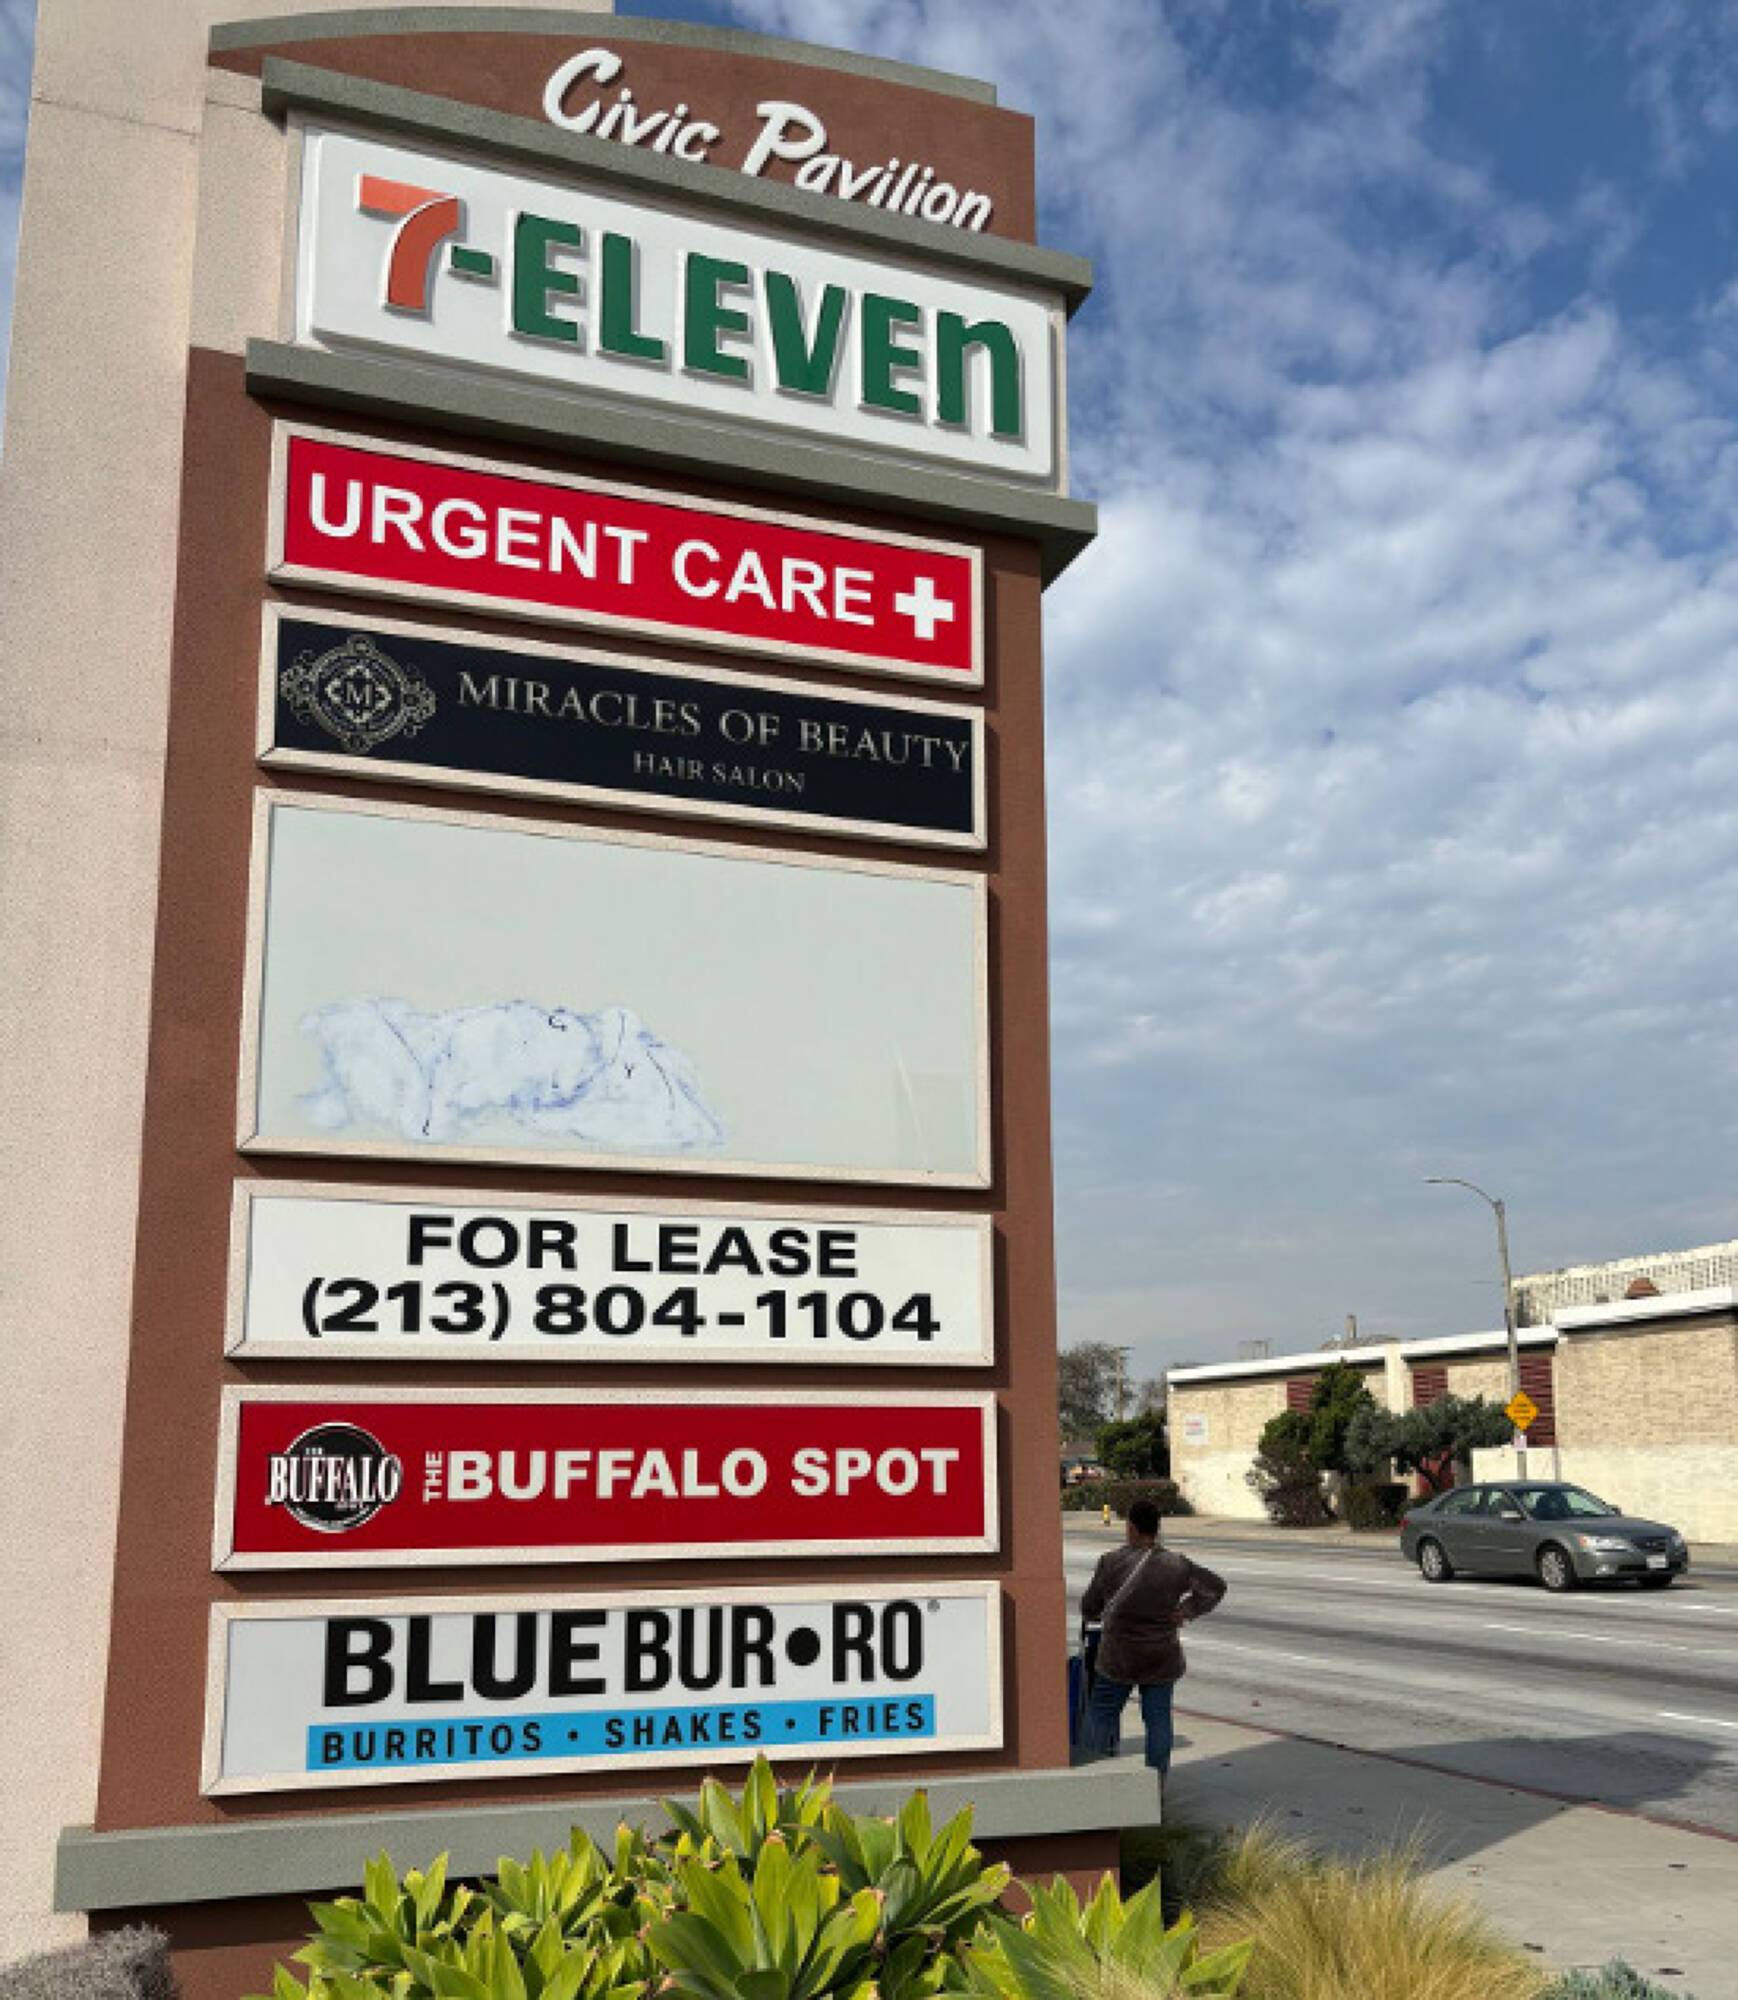 Civic Pavilion
7-ELEVEn
URGENT CARE
M
MIRACLES OF BEAUTY
HAIR SALON
FOR LEASE
(213) 804-1104
THE
BUFFALO
THE BUFFALO SPOT
BLUE BUR•RO
BURRITOS • SHAKES • FRIES